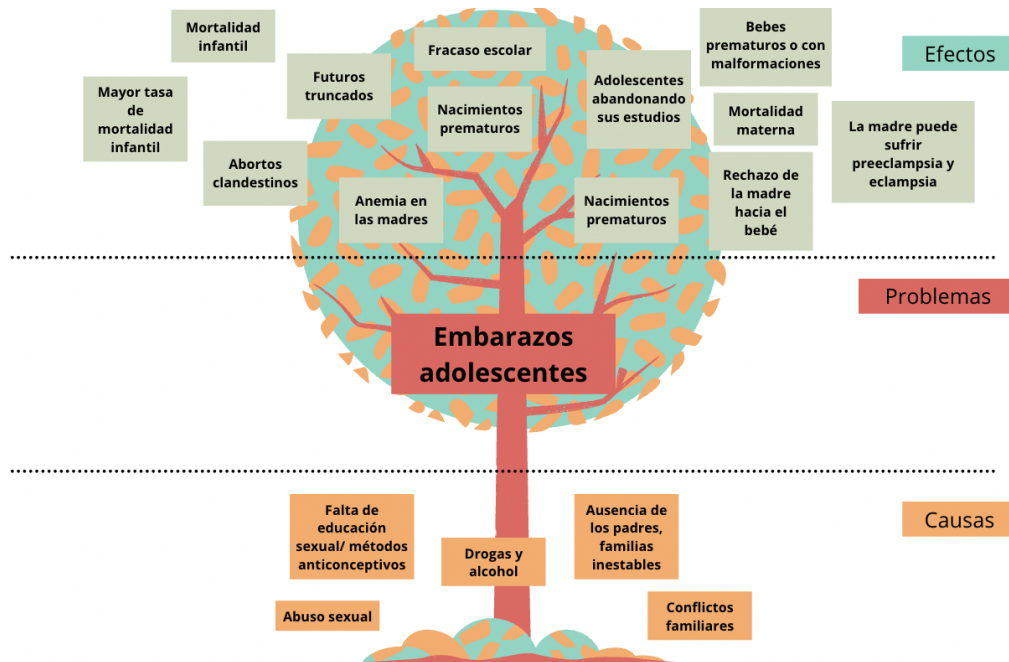 Mortalidad
infantil
Fracaso escolar
Bebes
prematuros o con
malformaciones
Efectos
Mayor tasa
de
mortalidad
infantil
Futuros
truncados
Nacimientos
prematuros
Adolescentes
abandonando
sus estudios
Mortalidad
materna
La madre puede
sufrir
preeclampsia y
eclampsia
Abortos
clandestinos
Anemia en
las madres
Nacimientos
prematuros
Rechazo de
la madre
hacia el
bebé
Problemas
Embarazos
adolescentes
Causas
Falta de
educación
sexual/ métodos
anticonceptivos
Drogas y
alcohol
Ausencia de
los padres,
familias
inestables
Abuso sexual
Conflictos
familiares